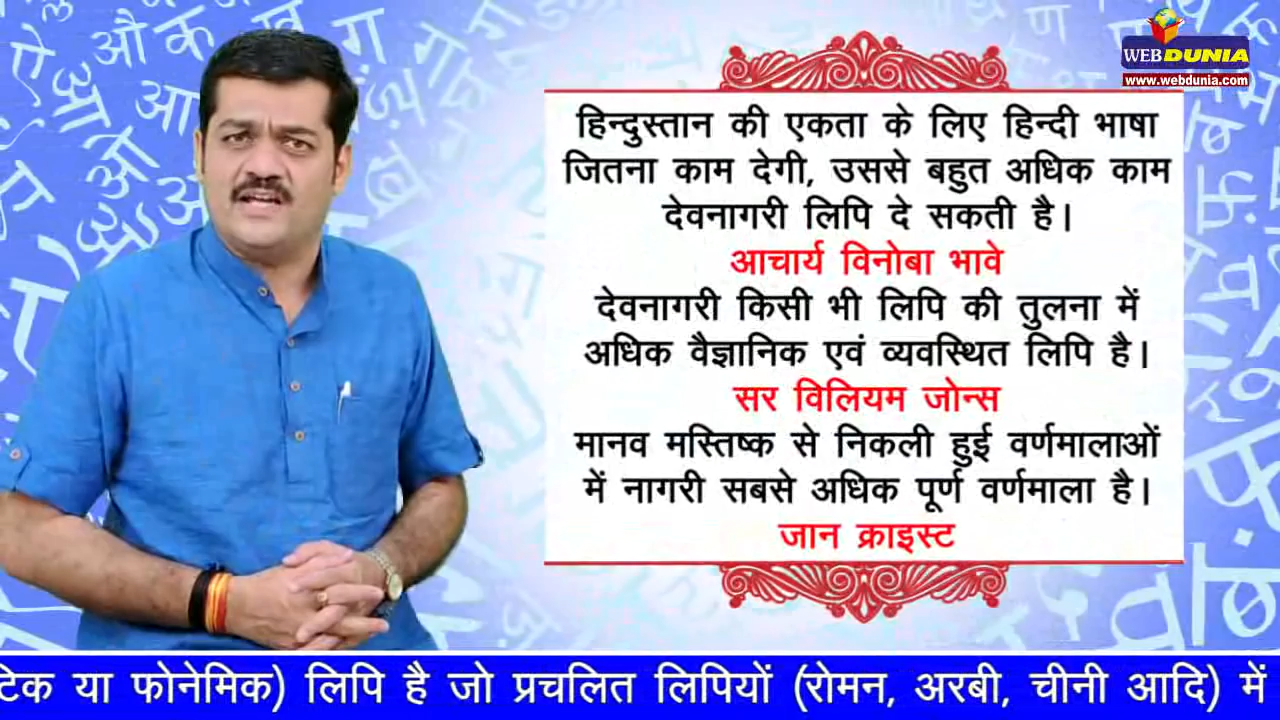 WEBDUNIA
www.webdunia.com
हिन्दुस्तान की एकता के लिए हिन्दी भाषा
जितना काम देगी, उससे बहुत अधिक काम
देवनागरी लिपि दे सकती है।
आचार्य विनोबा भावे
देवनागरी किसी भी लिपि की तुलना में
अधिक वैज्ञानिक एवं व्यवस्थित लिपि है।
सर विलियम जोन्स
मानव मस्तिष्क से निकली हुई वर्णमालाओं
में नागरी सबसे अधिक पूर्ण वर्णमाला है।
जान क्राइस्ट
टिक या फोनेमिक) लिपि है जो प्रचलित लिपियों (रोमन, अरबी, चीनी आदि) में